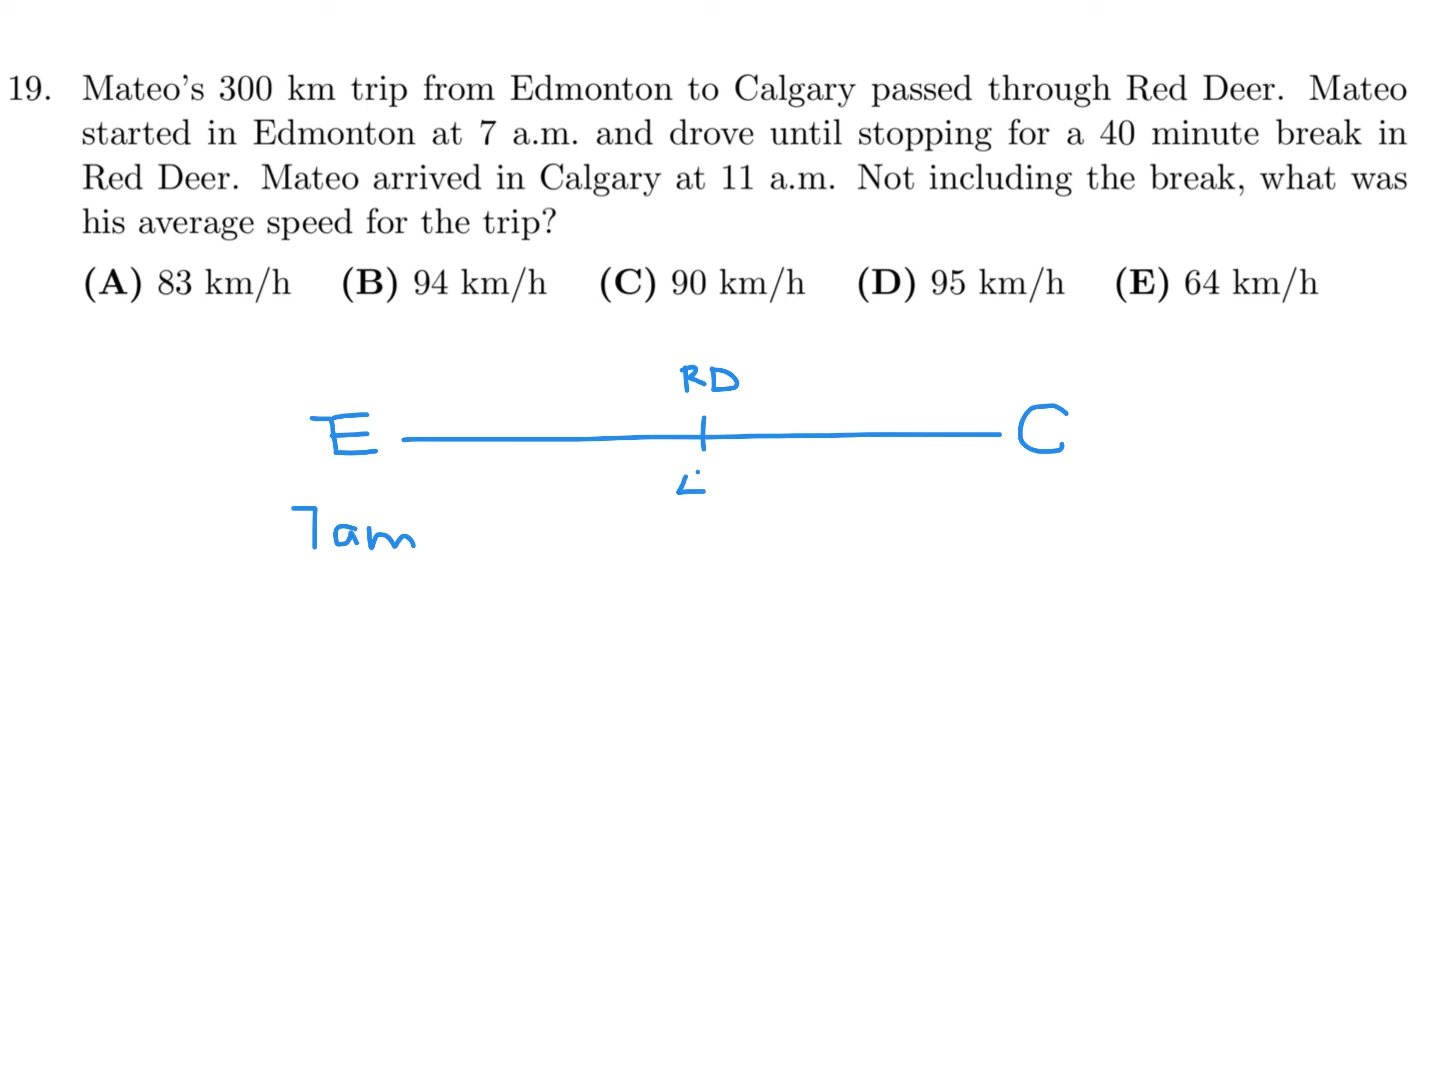 19. Mateo's 300 km trip from Edmonton to Calgary passed through Red Deer. Mateo
started in Edmonton at 7 a.m. and drove until stopping for a 40 minute break in
Red Deer. Mateo arrived in Calgary at 11 a.m. Not including the break, what was
his average speed for the trip?
(A) 83 km/h (B) 94 km/h (C) 90 km/h (D) 95 km/h (E) 64 km/h
RD
E C
7am